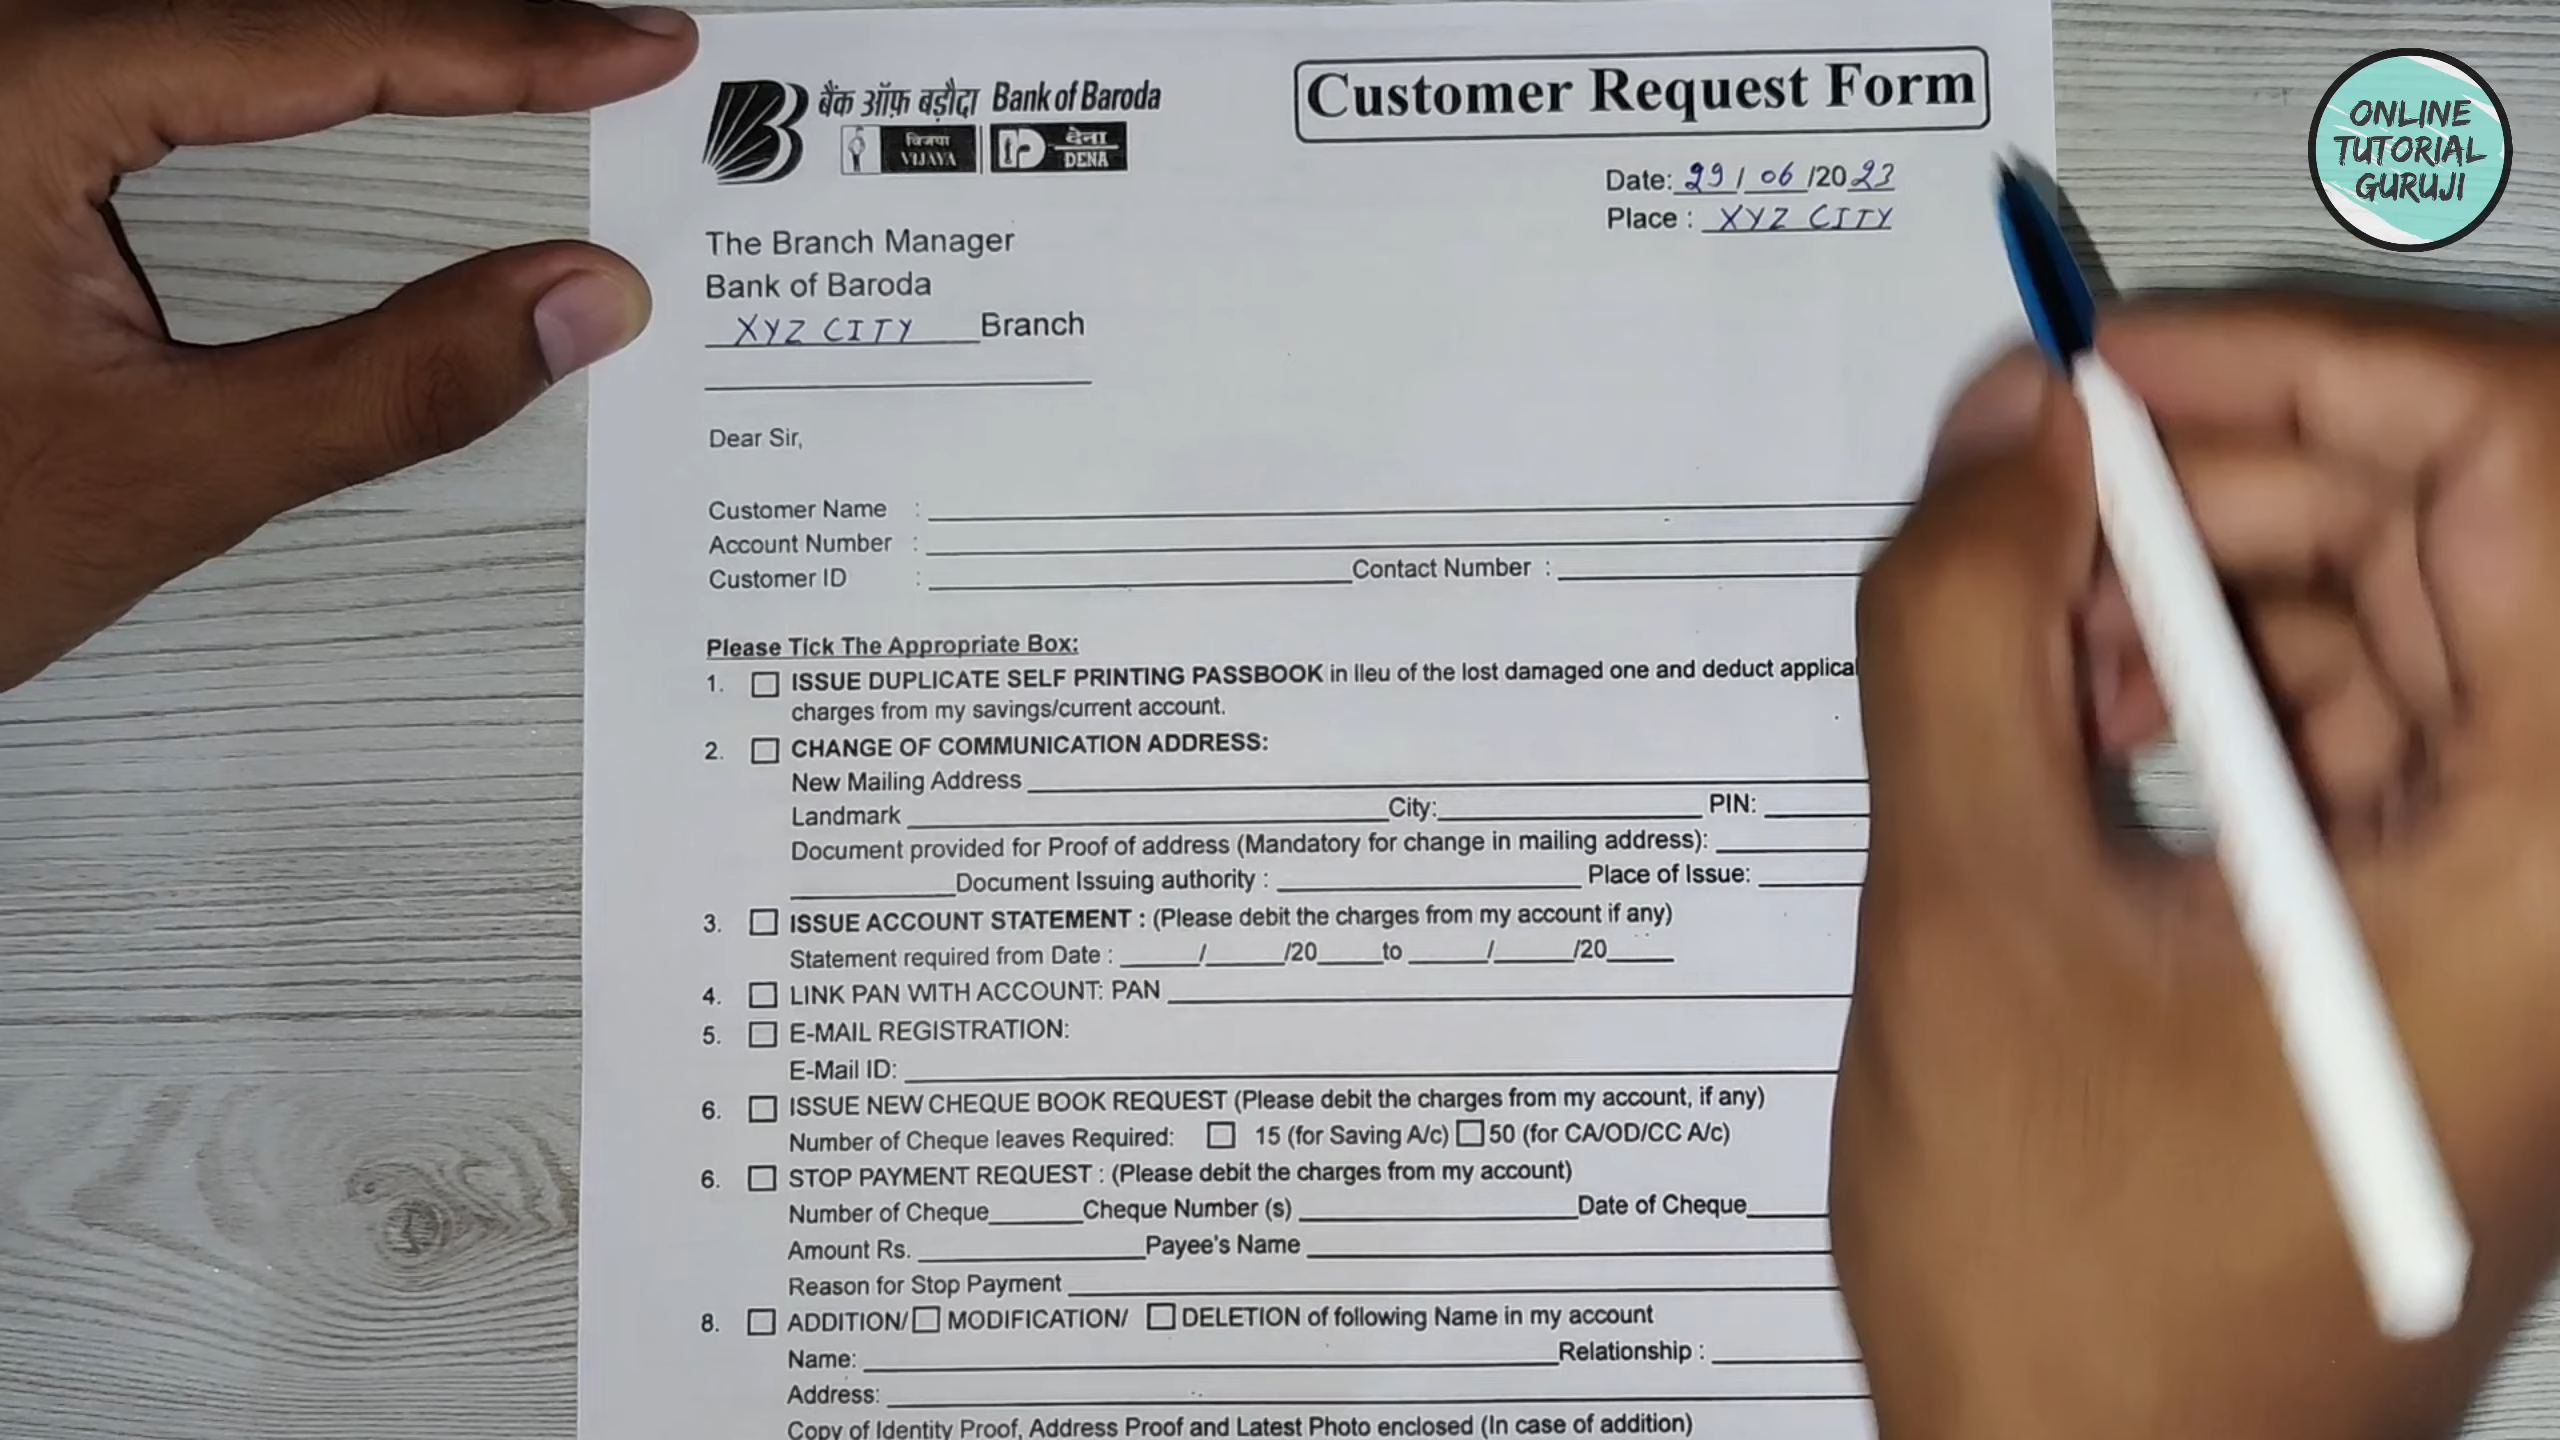 बैंक ऑफ़ बड़ौदा Bank of Baroda
विजया VIJAYA देना DENA
Customer Request Form
ONLINE TUTORIAL GURUJI
Date: 29/ 06 /2023
Place : XYZ CITY
The Branch Manager
Bank of Baroda
XYZ CITY Branch
Dear Sir,
Customer Name :
Account Number :
Customer ID : Contact Number :
Please Tick The Appropriate Box:
1. ISSUE DUPLICATE SELF PRINTING PASSBOOK in lieu of the lost damaged one and deduct
charges from my savings/current account.
2. CHANGE OF COMMUNICATION ADDRESS:
New Mailing Address
Landmark City: PIN:
Document provided for Proof of address (Mandatory for change in mailing address):
Document Issuing authority : Place of Issue:
3. ISSUE ACCOUNT STATEMENT : (Please debit the charges from my account if any)
Statement required from Date : / /20 to / /20
4. LINK PAN WITH ACCOUNT: PAN
5. E-MAIL REGISTRATION:
E-Mail ID:
6. ISSUE NEW CHEQUE BOOK REQUEST (Please debit the charges from my account, if any)
Number of Cheque leaves Required: 15 (for Saving A/c) 50 (for CA/OD/CC A/c)
6. STOP PAYMENT REQUEST : (Please debit the charges from my account)
Number of Cheque Cheque Number (s) Date of Cheque
Amount Rs. Payee's Name
Reason for Stop Payment
8. ADDITION/ MODIFICATION/ DELETION of following Name in my account
Name: Relationship :
Address:
Copy of Identity Proof, Address Proof and Latest Photo enclosed (In case of addition)